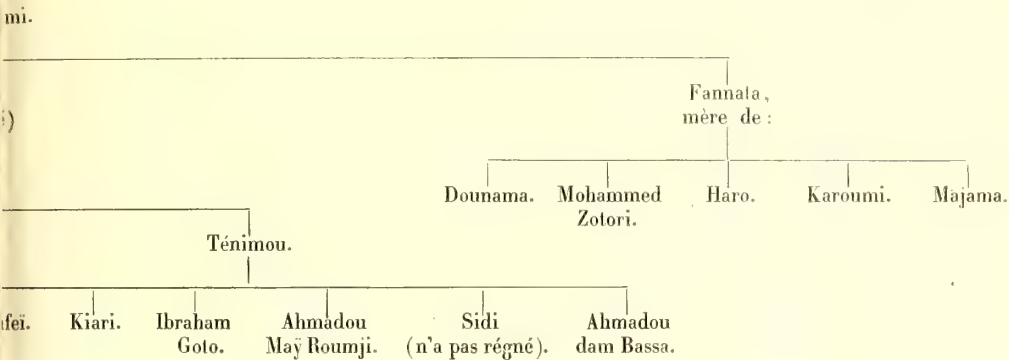 mi.
Fannata,
mère de :
Dounama. Mohammed Haro. Karoumi. Majama.
Zotori.
Ténimou.
Kiari. Ibraham Ahmadou Sidi Ahmadou
Goto. Maÿ Roumji. (n'a pas régné). dam Bassa.